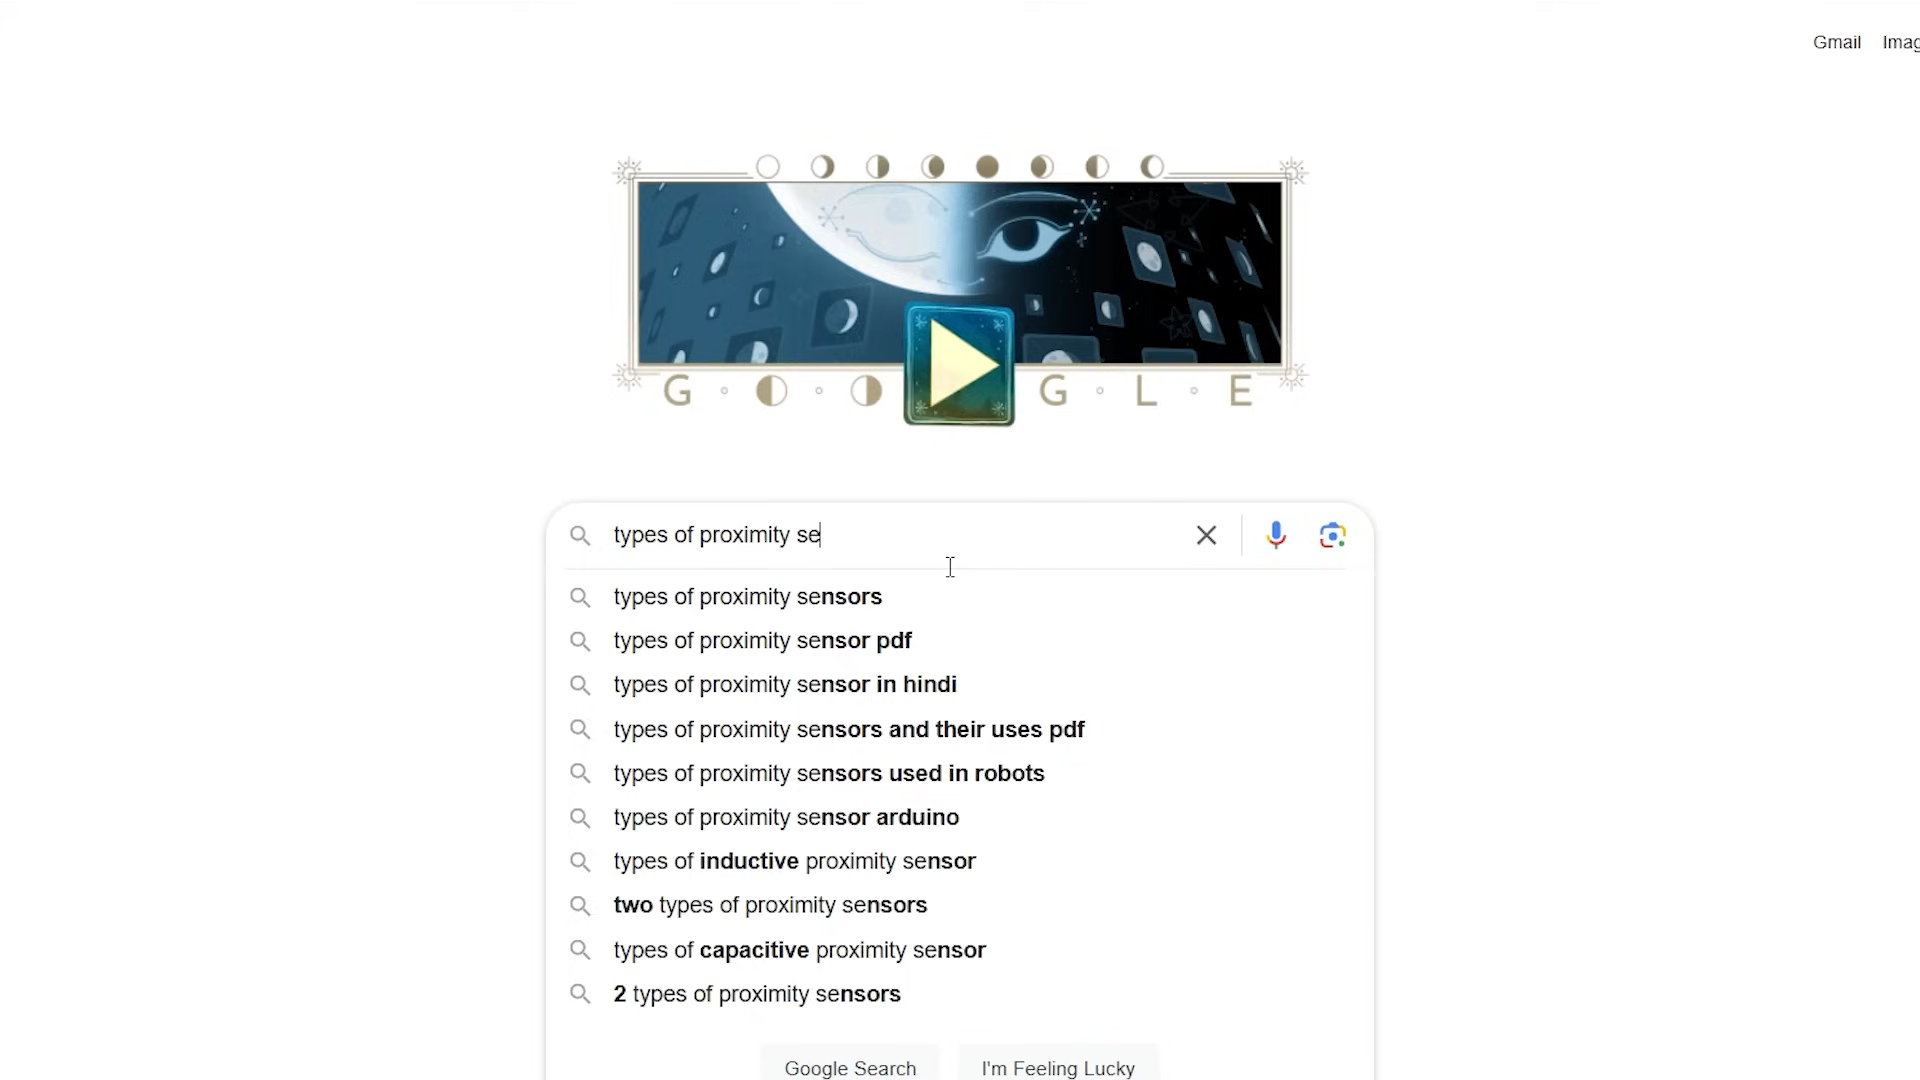 Gmail Imag
G O O G L E
types of proximity se
types of proximity sensors
types of proximity sensor pdf
types of proximity sensor in hindi
types of proximity sensors and their uses pdf
types of proximity sensors used in robots
types of proximity sensor arduino
types of inductive proximity sensor
two types of proximity sensors
types of capacitive proximity sensor
2 types of proximity sensors
Google Search I'm Feeling Lucky